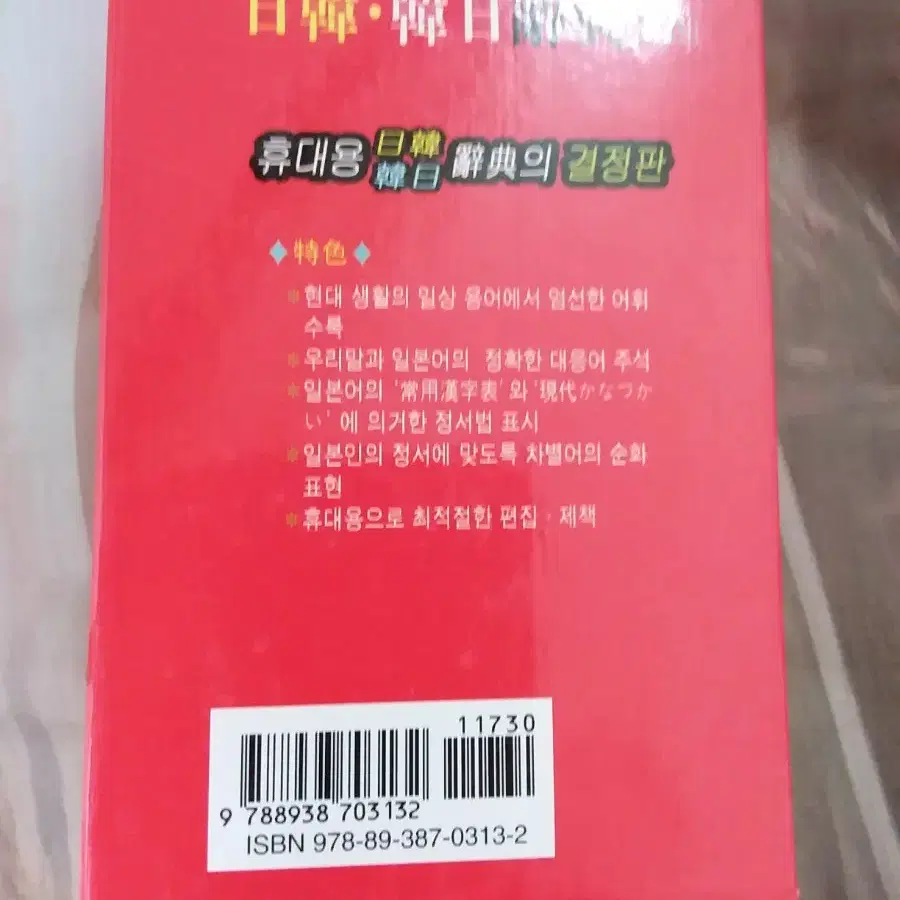 日韓·韓日
휴대용 日韓 韓日 辭典의 결정판
◆特色◆
*현대 생활의 일상 용어에서 엄선한 어휘
수록
*우리말과 일본어의 정확한 대응어 주석
*일본어의 '常用漢字表'와 '現代かなつか
い'에 의거한 정서법 표시
*일본인의 정서에 맞도록 차별어의 순화
표현
*휴대용으로 최적절한 편집·제책
11730
9 788938 703132
ISBN 978-89-387-0313-2